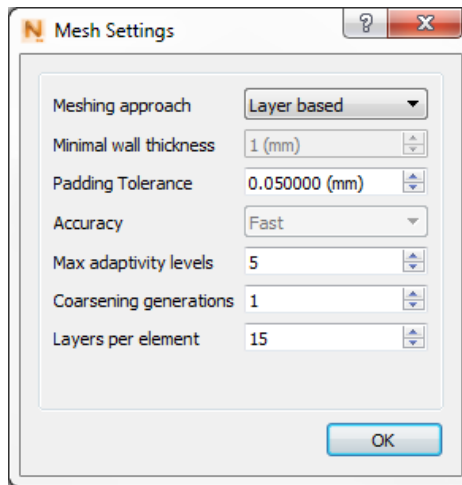 N Mesh Settings
? X
Meshing approach Layer based
Minimal wall thickness 1 (mm)
Padding Tolerance 0.050000 (mm)
Accuracy Fast
Max adaptivity levels 5
Coarsening generations 1
Layers per element 15
OK